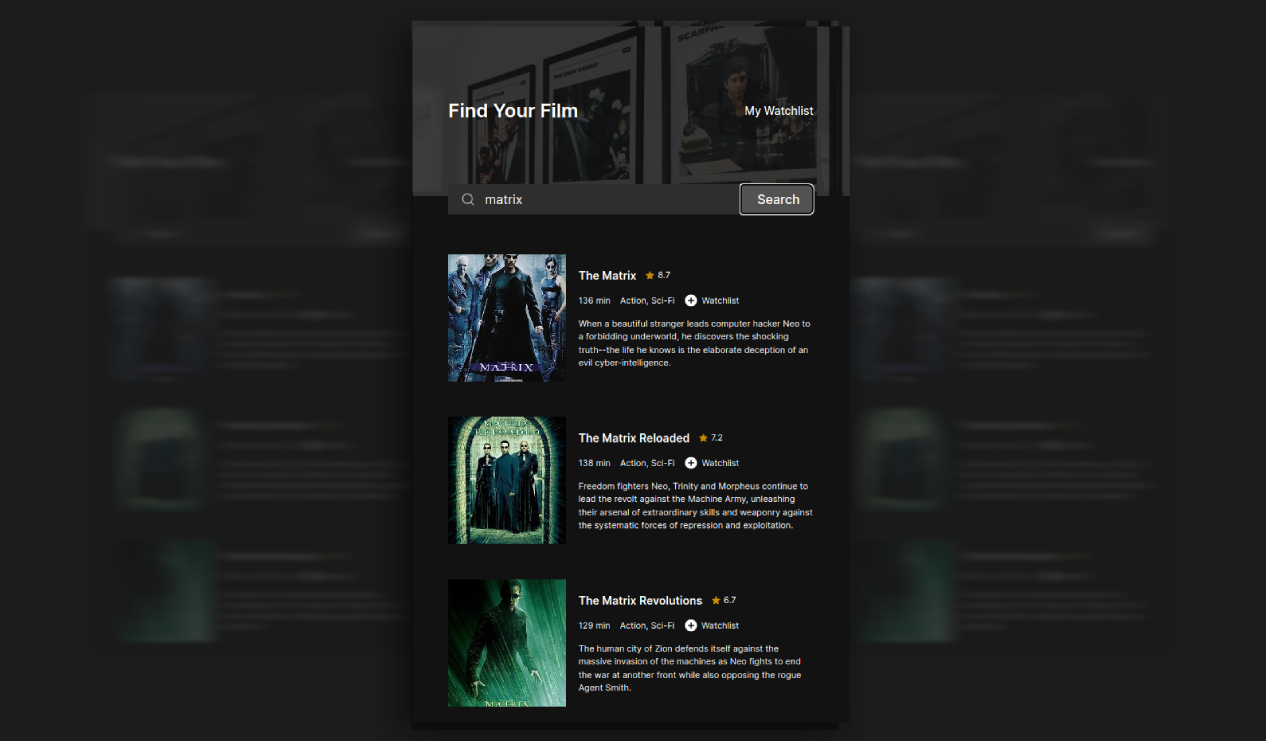 SCARFACE
THE DARK KNIGHT
Find Your Film
My Watchlist
matrix
Search
The Matrix 8.7
136 min Action, Sci-Fi Watchlist
When a beautiful stranger leads computer hacker Neo to
a forbidding underworld, he discovers the shocking
truth--the life he knows is the elaborate deception of an
evil cyber-intelligence.
MATRIX
MATRIX
RELOADED
The Matrix Reloaded 7.2
138 min Action, Sci-Fi Watchlist
Freedom fighters Neo, Trinity and Morpheus continue to
lead the revolt against the Machine Army, unleashing
their arsenal of extraordinary skills and weaponry against
the systematic forces of repression and exploitation.
The Matrix Revolutions 6.7
129 min Action, Sci-Fi Watchlist
The human city of Zion defends itself against the
massive invasion of the machines as Neo fights to end
the war at another front while also opposing the rogue
Agent Smith.
MATRIX